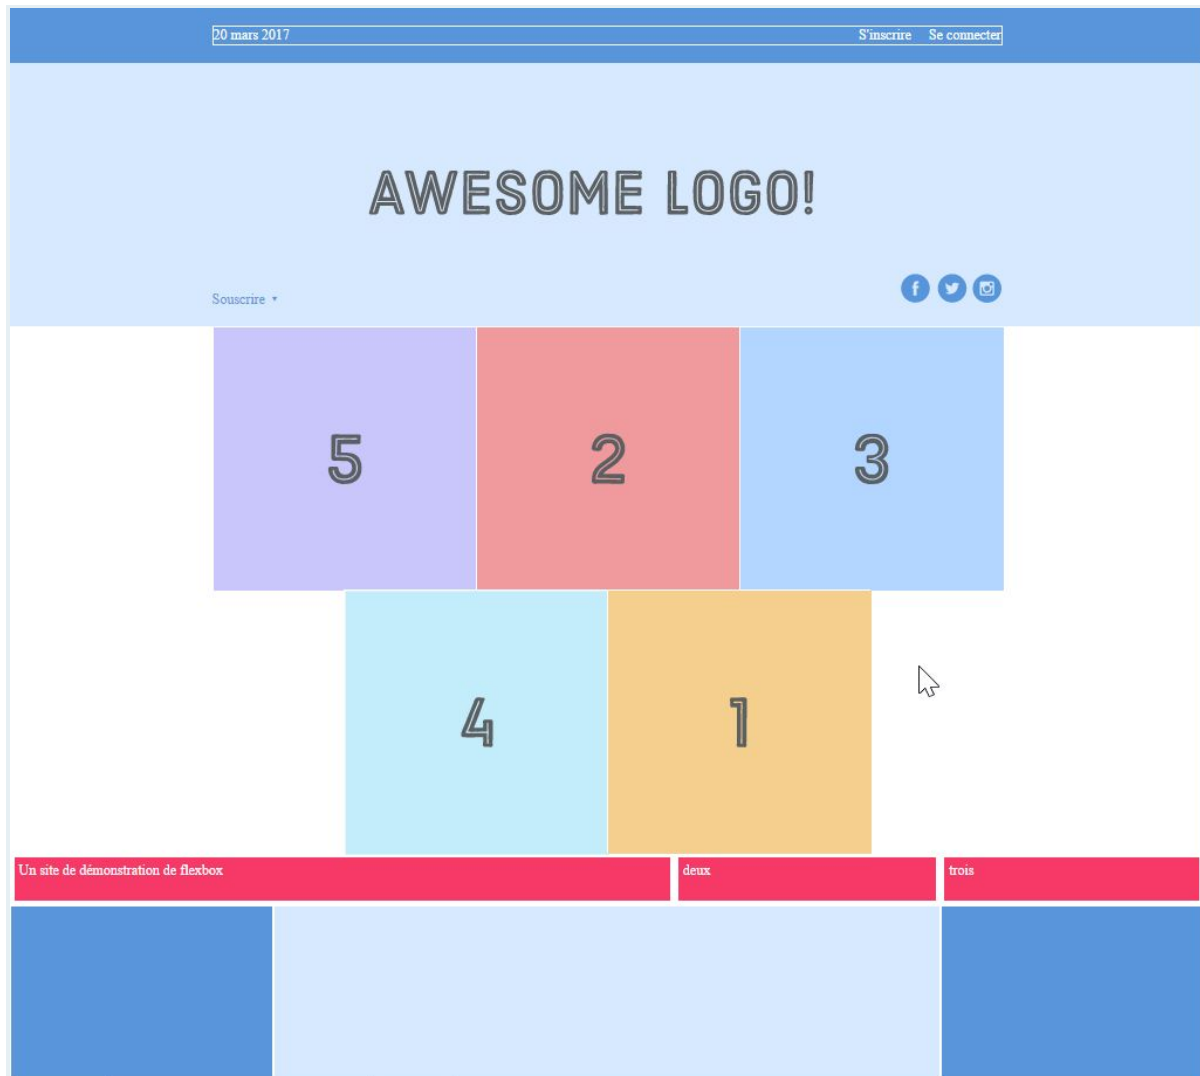 20 mars 2017 S'inscrire Se connecter
AWESOME LOGO!
Souscrire
5 2 3
4 1
Un site de démonstration de flexbox deux trois